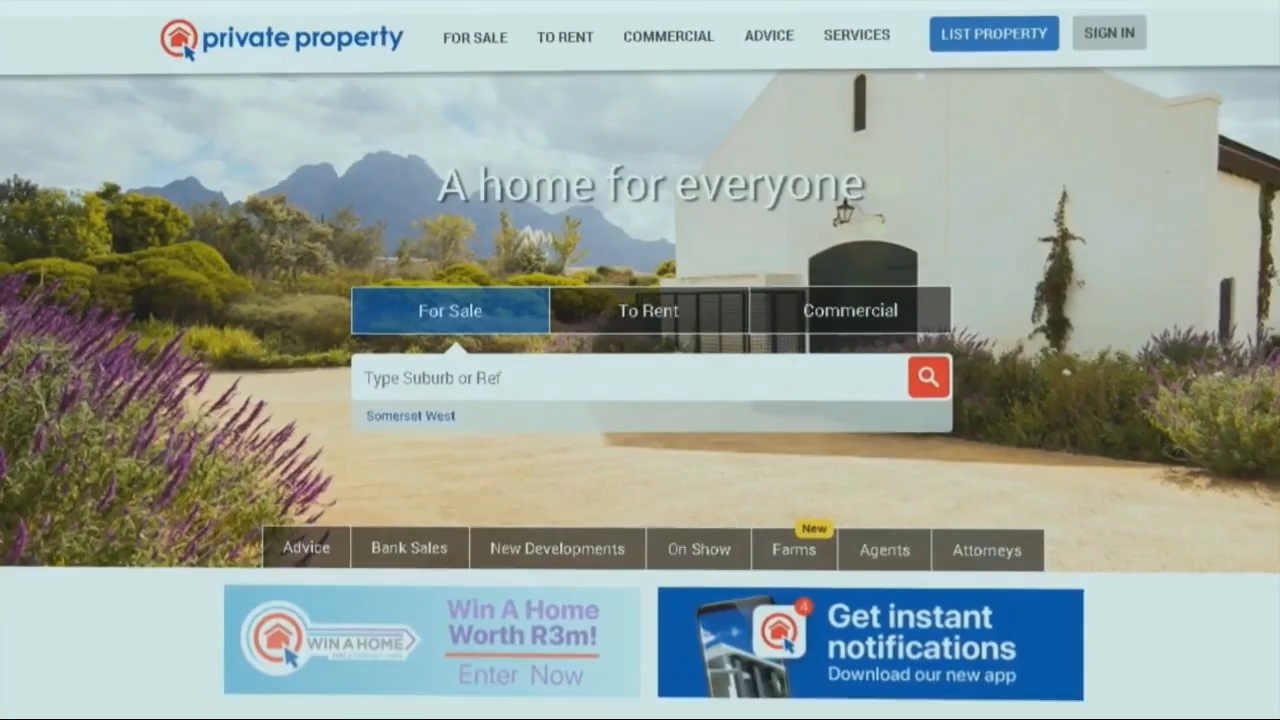 private property
FOR SALE
TO RENT
COMMERCIAL
ADVICE
SERVICES
LIST PROPERTY
SIGN IN
A home for everyone
For Sale
To Rent
Commercial
Type Suburb or Ref
Somerset West
New
Advice
Bank Sales
New Developments
On Show
Farms
Agents
Attorneys
WIN A HOME
Win A Home
Worth R3m!
Enter Now
4
Get instant
notifications
Download our new app